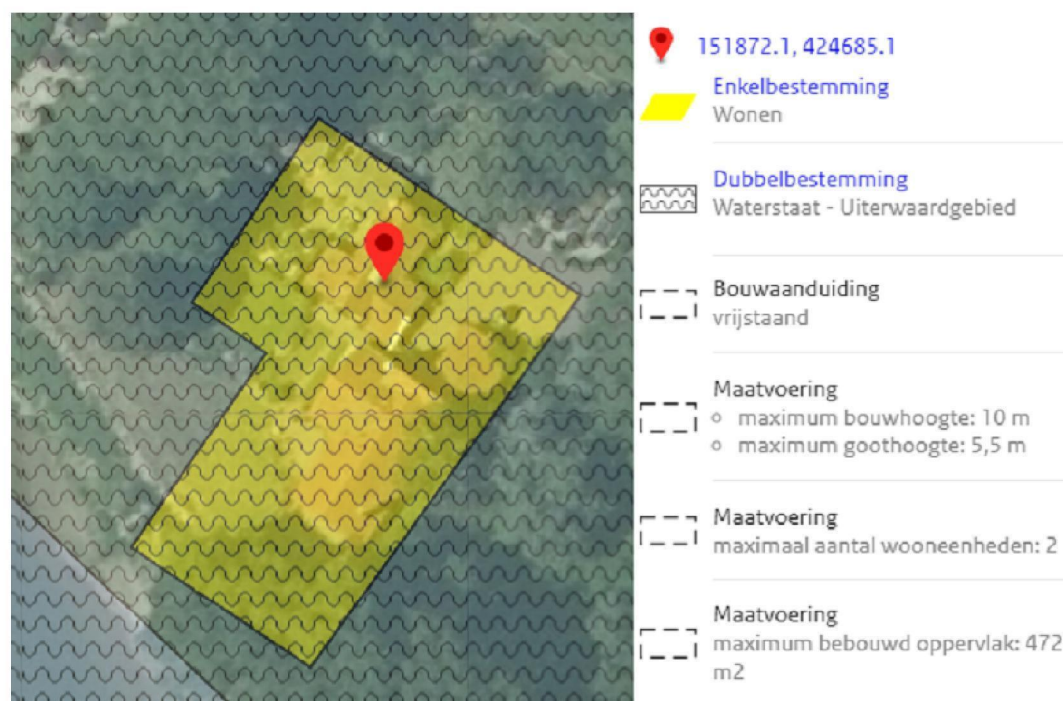 151872.1, 424685.1
Enkelbestemming
Wonen
Dubbelbestemming
Waterstaat - Uiterwaardgebied
Bouwaanduiding
vrijstaand
Maatvoering
maximum bouwhoogte: 10 m
maximum goothoogte: 5,5 m
Maatvoering
maximaal aantal wooneenheden: 2
Maatvoering
maximum bebouwd oppervlak: 472
m2